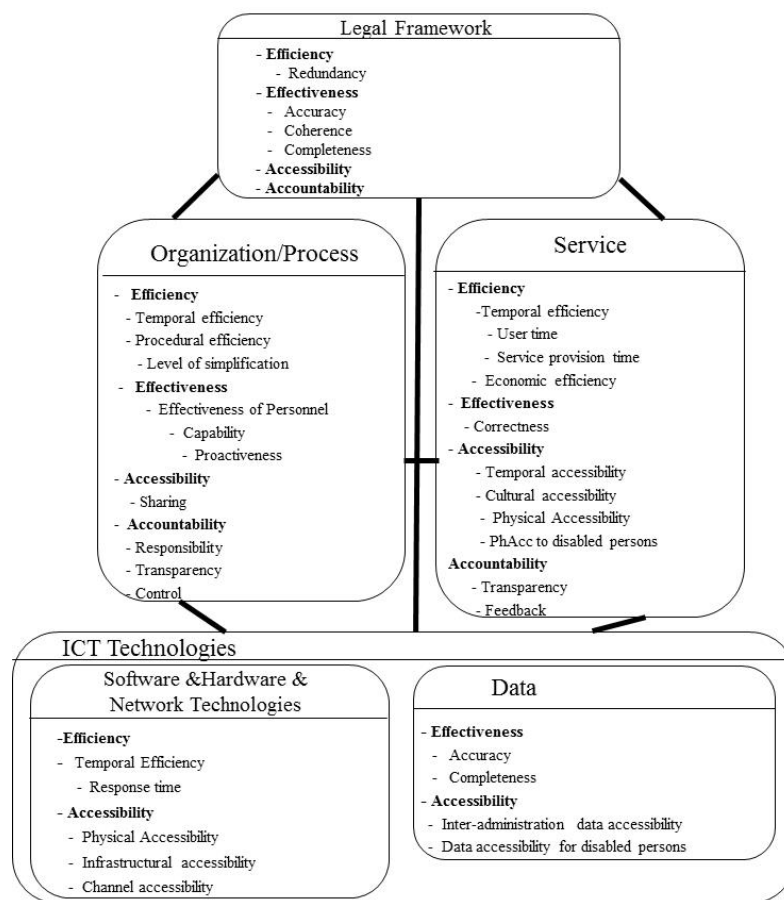 Legal Framework
- Efficiency
- Redundancy
- Effectiveness
- Accuracy
- Coherence
- Completeness
- Accessibility
- Accountability
Organization/Process
- Efficiency
- Temporal efficiency
- Procedural efficiency
- Level of simplification
- Effectiveness
- Effectiveness of Personnel
- Capability
- Proactiveness
- Accessibility
- Sharing
- Accountability
- Responsibility
- Transparency
- Control
Service
- Efficiency
-Temporal efficiency
- User time
- Service provision time
- Economic efficiency
- Effectiveness
- Correctness
- Accessibility
- Temporal accessibility
- Cultural accessibility
- Physical Accessibility
- PhAcc to disabled persons
Accountability
- Transparency
- Feedback
ICT Technologies
Software &Hardware &
Network Technologies
-Efficiency
- Temporal Efficiency
- Response time
- Accessibility
- Physical Accessibility
- Infrastructural accessibility
- Channel accessibility
Data
- Effectiveness
- Accuracy
- Completeness
- Accessibility
- Inter-administration data accessibility
- Data accessibility for disabled persons